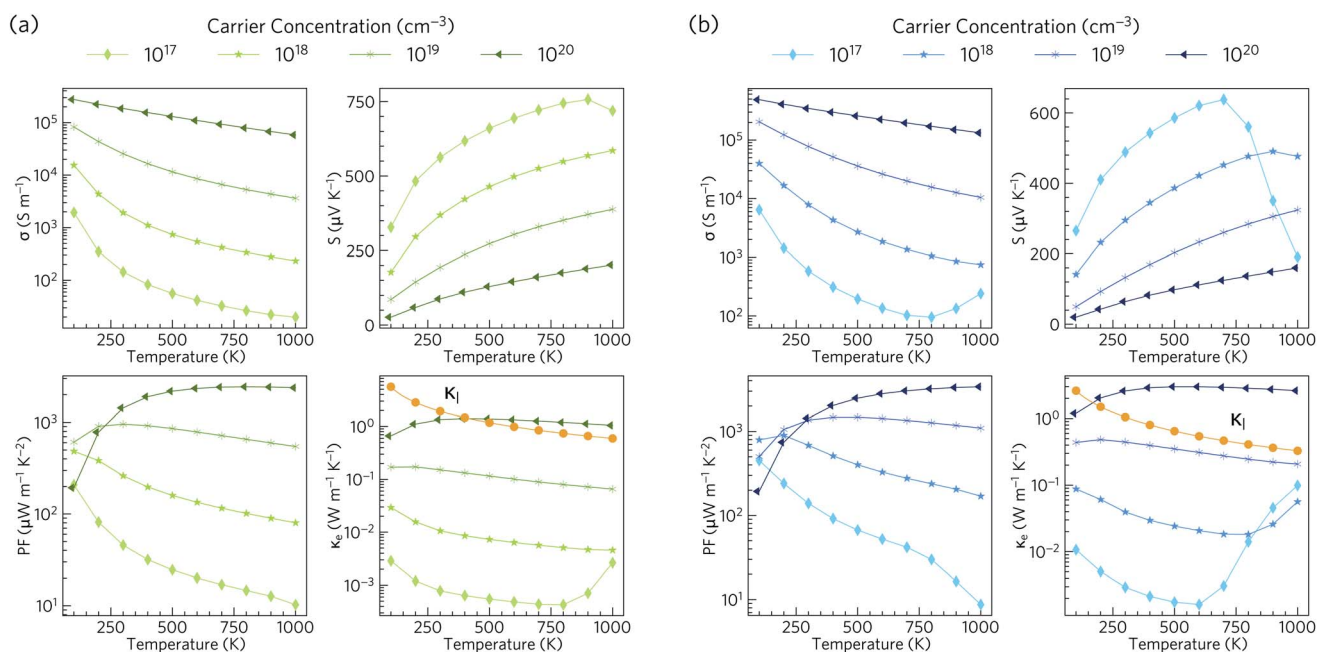 (a)
Carrier Concentration (cm⁻³)
10¹⁷ 10¹⁸ 10¹⁹ 10²⁰
σ (S m⁻¹)
10⁵
10⁴
10³
10²
250 500 750 1000
Temperature (K)
S (µV K⁻¹)
750
500
250
0
250 500 750 1000
Temperature (K)
PF (µW m⁻¹ K⁻²)
10³
10²
10¹
250 500 750 1000
Temperature (K)
κₑ (W m⁻¹ K⁻¹)
10⁰
10⁻¹
10⁻²
10⁻³
κₗ
250 500 750 1000
Temperature (K)
(b)
Carrier Concentration (cm⁻³)
10¹⁷ 10¹⁸ 10¹⁹ 10²⁰
σ (S m⁻¹)
10⁵
10⁴
10³
10²
250 500 750 1000
Temperature (K)
S (µV K⁻¹)
600
400
200
0
250 500 750 1000
Temperature (K)
PF (µW m⁻¹ K⁻²)
10³
10²
10¹
250 500 750 1000
Temperature (K)
κₑ (W m⁻¹ K⁻¹)
10⁰
10⁻¹
10⁻²
κₗ
250 500 750 1000
Temperature (K)